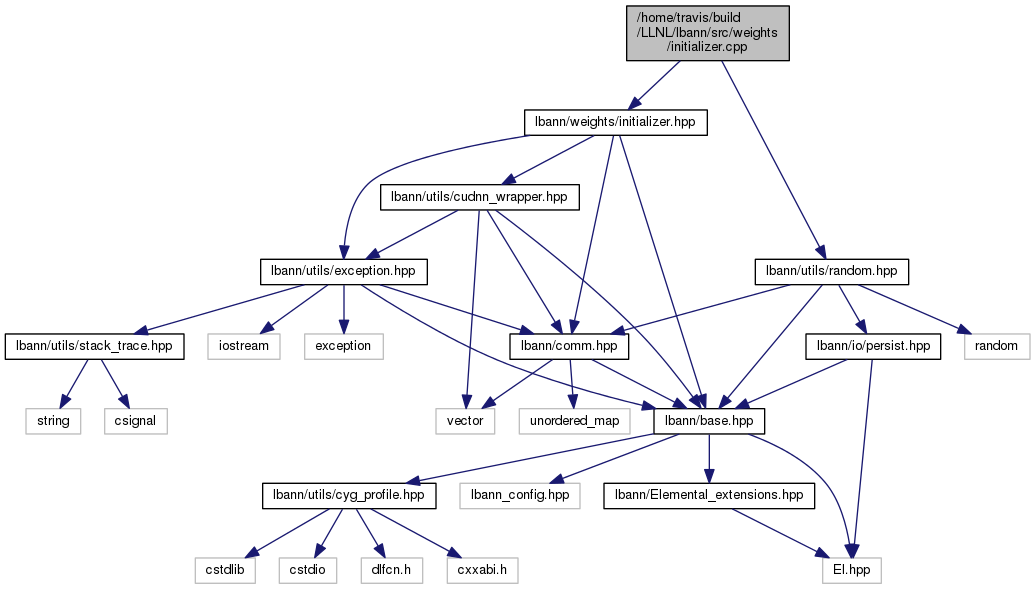 /home/travis/build
/LLNL/lbann/src/weights
/initializer.cpp
lbann/weights/initializer.hpp
lbann/utils/cudnn_wrapper.hpp
lbann/utils/exception.hpp
lbann/utils/random.hpp
lbann/utils/stack_trace.hpp
iostream
exception
lbann/comm.hpp
lbann/io/persist.hpp
random
string
csignal
vector
unordered_map
lbann/base.hpp
lbann/utils/cyg_profile.hpp
lbann_config.hpp
lbann/Elemental_extensions.hpp
cstdlib
cstdio
dlfcn.h
cxxabi.h
El.hpp